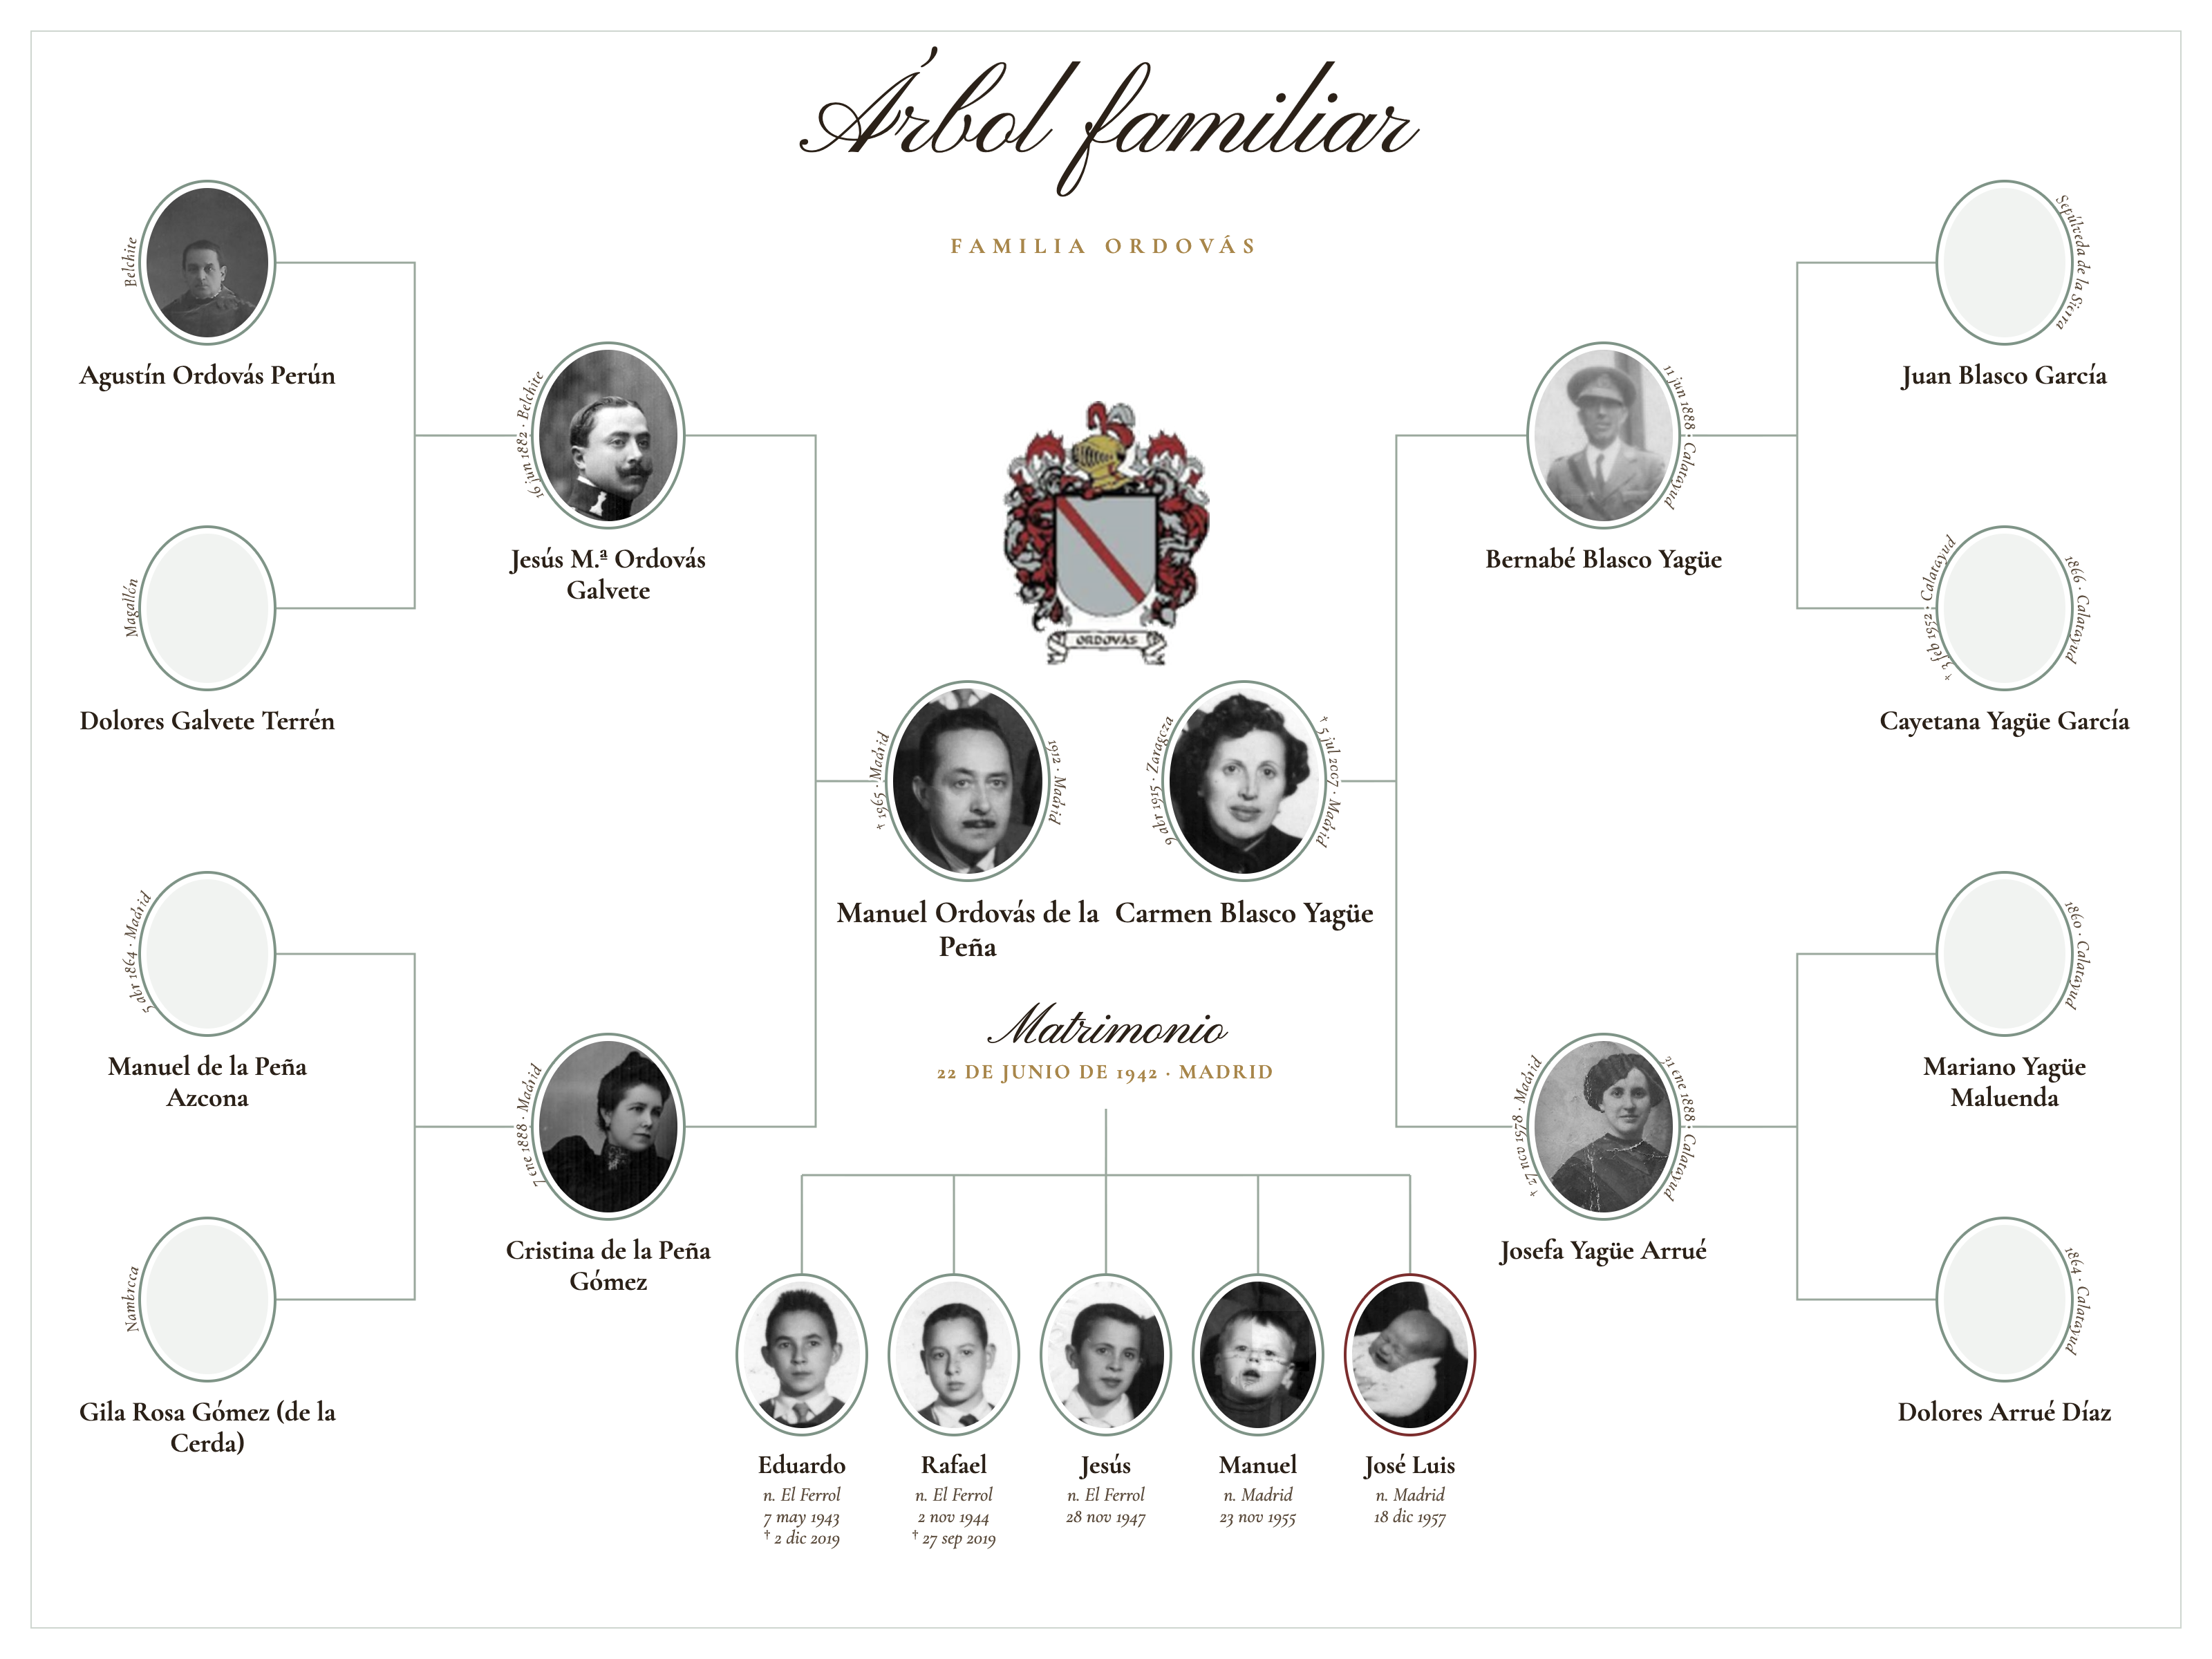 Árbol familiar
FAMILIA ORDOVÁS
Belchite
Agustín Ordovás Perún
Magallón
Dolores Galvete Terrén
16 jun 1882 · Belchite
Jesús M.ª Ordovás
Galvete
5 abr 1864 · Madrid
Manuel de la Peña
Azcona
Nambroca
Gila Rosa Gómez (de la
Cerda)
7 ene 1888 · Madrid
Cristina de la Peña
Gómez
ORDOVÁS
† 1965 · Madrid
1912 · Madrid
Manuel Ordovás de la
Peña
9 abr 1915 · Zaragoza
† 5 jul 2007 · Madrid
Carmen Blasco Yagüe
Matrimonio
22 DE JUNIO DE 1942 · MADRID
11 jun 1888 · Calatayud
Bernabé Blasco Yagüe
Sepúlveda de la Sierra
Juan Blasco García
† 3 feb 1952 · Calatayud
1866 · Calatayud
Cayetana Yagüe García
† 27 nov 1978 · Madrid
21 ene 1888 · Calatayud
Josefa Yagüe Arrué
1860 · Calatayud
Mariano Yagüe
Maluenda
1864 · Calatayud
Dolores Arrué Díaz
Eduardo
n. El Ferrol
7 may 1943
† 2 dic 2019
Rafael
n. El Ferrol
2 nov 1944
† 27 sep 2019
Jesús
n. El Ferrol
28 nov 1947
Manuel
n. Madrid
23 nov 1955
José Luis
n. Madrid
18 dic 1957